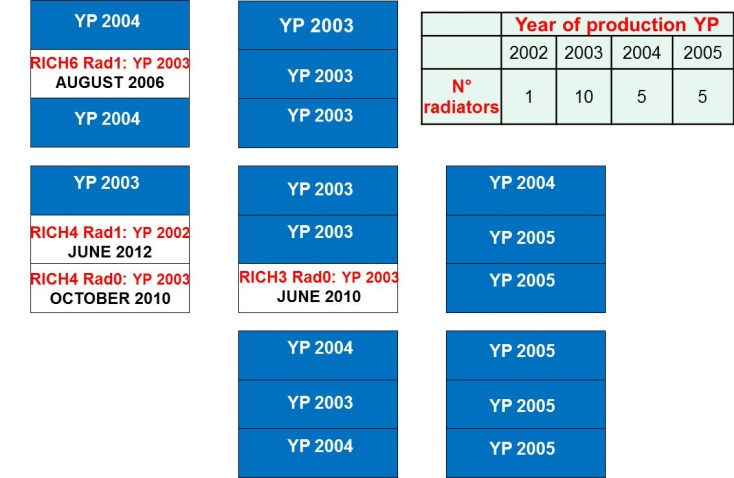 YP 2004
RICH6 Rad1: YP 2003
AUGUST 2006
YP 2004
YP 2003
YP 2003
YP 2003
Year of production YP
2002 2003 2004 2005
N° radiators 1 10 5 5
YP 2003
RICH4 Rad1: YP 2002
JUNE 2012
RICH4 Rad0: YP 2003
OCTOBER 2010
YP 2003
YP 2003
RICH3 Rad0: YP 2003
JUNE 2010
YP 2004
YP 2005
YP 2005
YP 2004
YP 2003
YP 2004
YP 2005
YP 2005
YP 2005